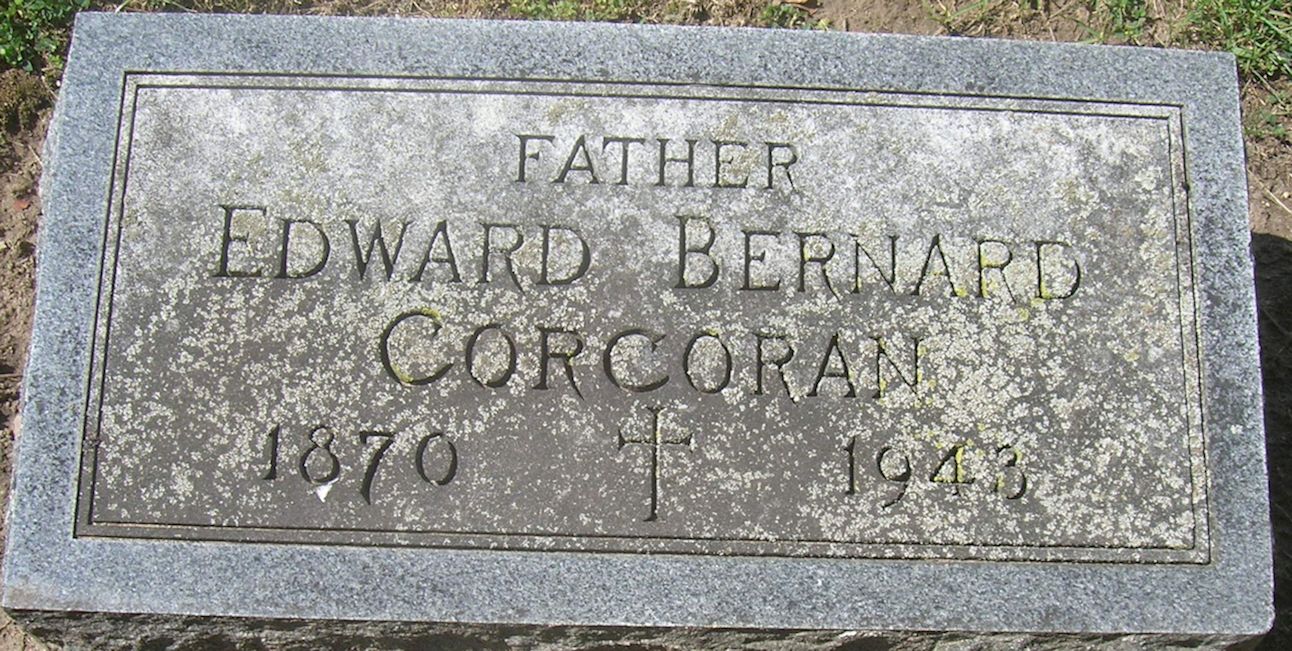 FATHER
EDWARD BERNARD
CORCORAN
1870 1943